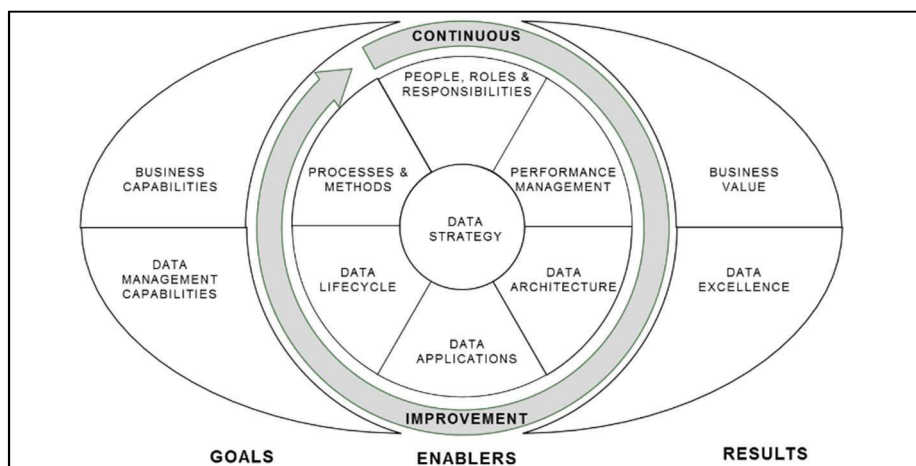 CONTINUOUS
PEOPLE, ROLES &
RESPONSIBILITIES
PROCESSES &
METHODS
PERFORMANCE
MANAGEMENT
BUSINESS
CAPABILITIES
BUSINESS
VALUE
DATA
STRATEGY
DATA
MANAGEMENT
CAPABILITIES
DATA
LIFECYCLE
DATA
ARCHITECTURE
DATA
EXCELLENCE
DATA
APPLICATIONS
IMPROVEMENT
GOALS
ENABLERS
RESULTS